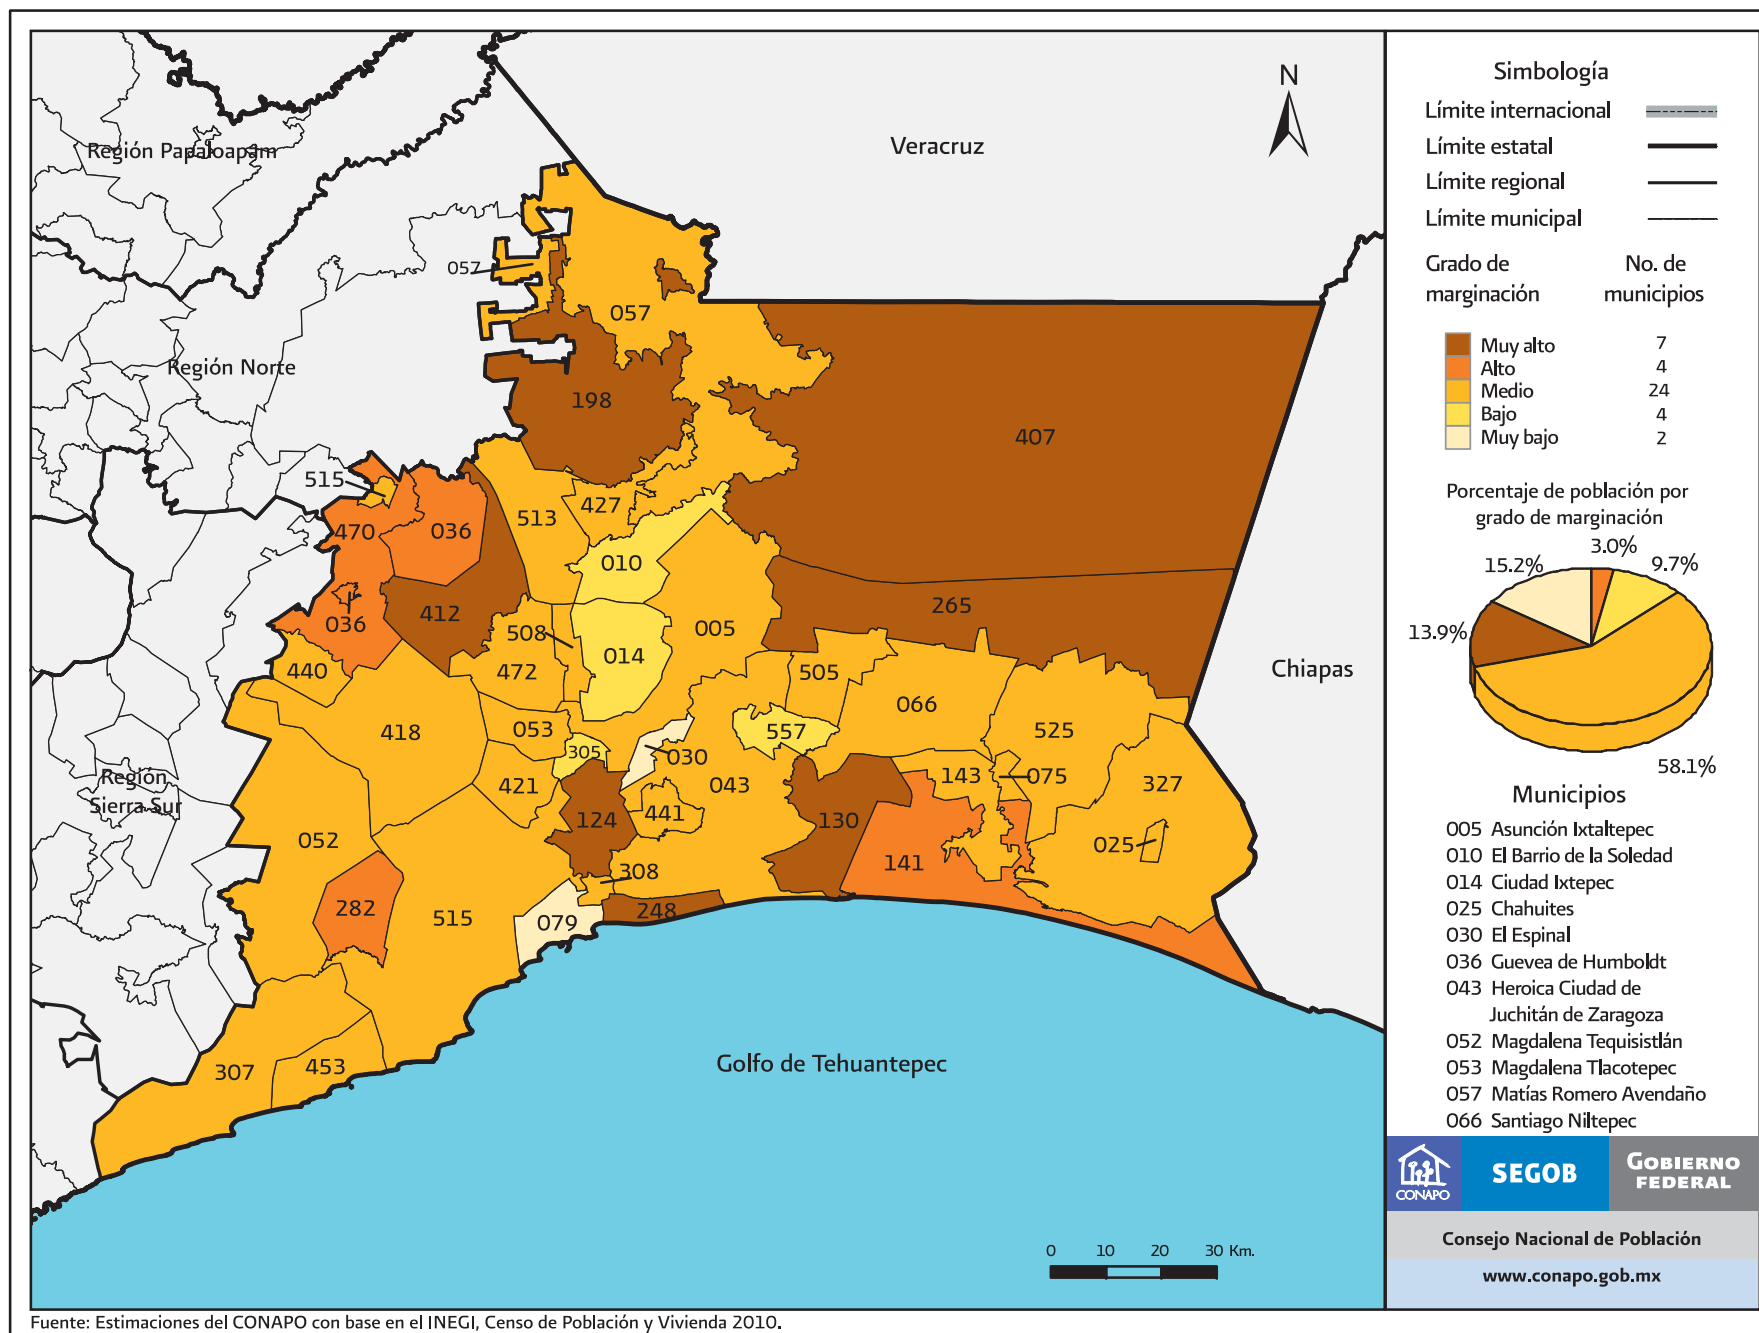 Región Papaloapam
Veracruz
N
057
057
Región Norte
198
407
515
470
036
513
427
010
412
265
036
508
005
014
440
472
505
Chiapas
066
418
053
557
525
305
030
Región
Sierra Sur
421
043
143
075
327
441
124
130
052
025
141
308
282
515
248
079
Golfo de Tehuantepec
307
453
0 10 20 30 Km.
Simbología
Límite internacional
Límite estatal
Límite regional
Límite municipal
Grado de marginación
No. de municipios
Muy alto 7
Alto 4
Medio 24
Bajo 4
Muy bajo 2
Porcentaje de población por
grado de marginación
3.0%
15.2%
9.7%
13.9%
58.1%
Municipios
005 Asunción Ixtaltepec
010 El Barrio de la Soledad
014 Ciudad Ixtepec
025 Chahuites
030 El Espinal
036 Guevea de Humboldt
043 Heroica Ciudad de
Juchitán de Zaragoza
052 Magdalena Tequisistlán
053 Magdalena Tlacotepec
057 Matías Romero Avendaño
066 Santiago Niltepec
CONAPO
SEGOB
GOBIERNO
FEDERAL
Consejo Nacional de Población
www.conapo.gob.mx
Fuente: Estimaciones del CONAPO con base en el INEGI, Censo de Población y Vivienda 2010.